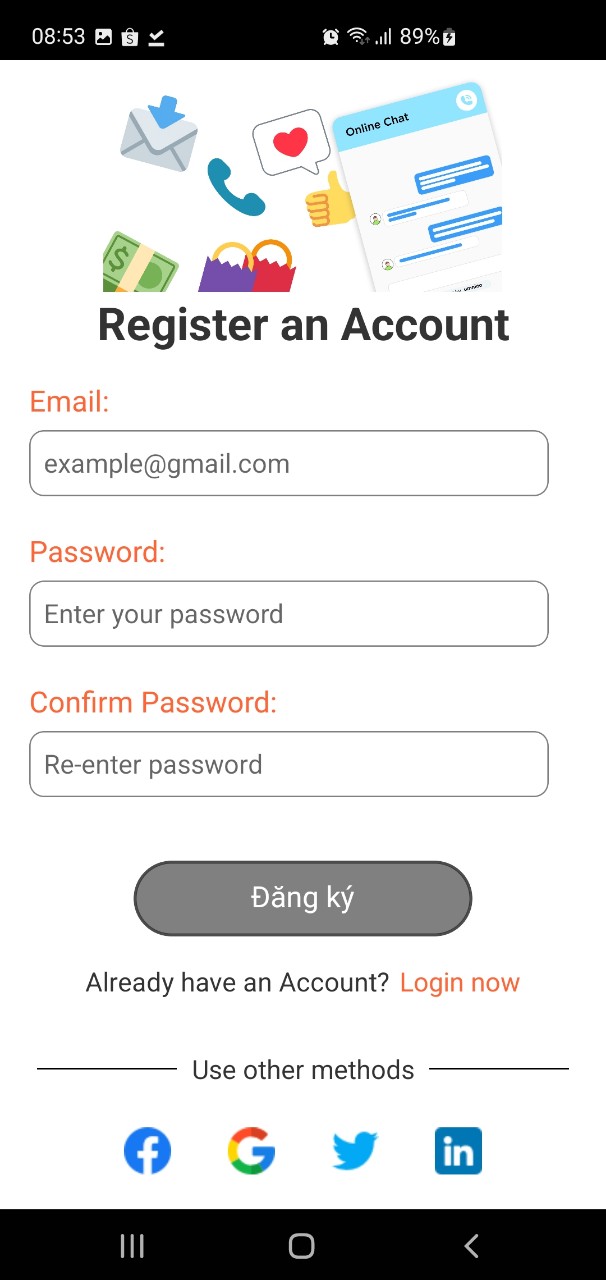 08:53 89%
Online Chat
Register an Account
Email:
example@gmail.com
Password:
Enter your password
Confirm Password:
Re-enter password
Đăng ký
Already have an Account? Login now
Use other methods